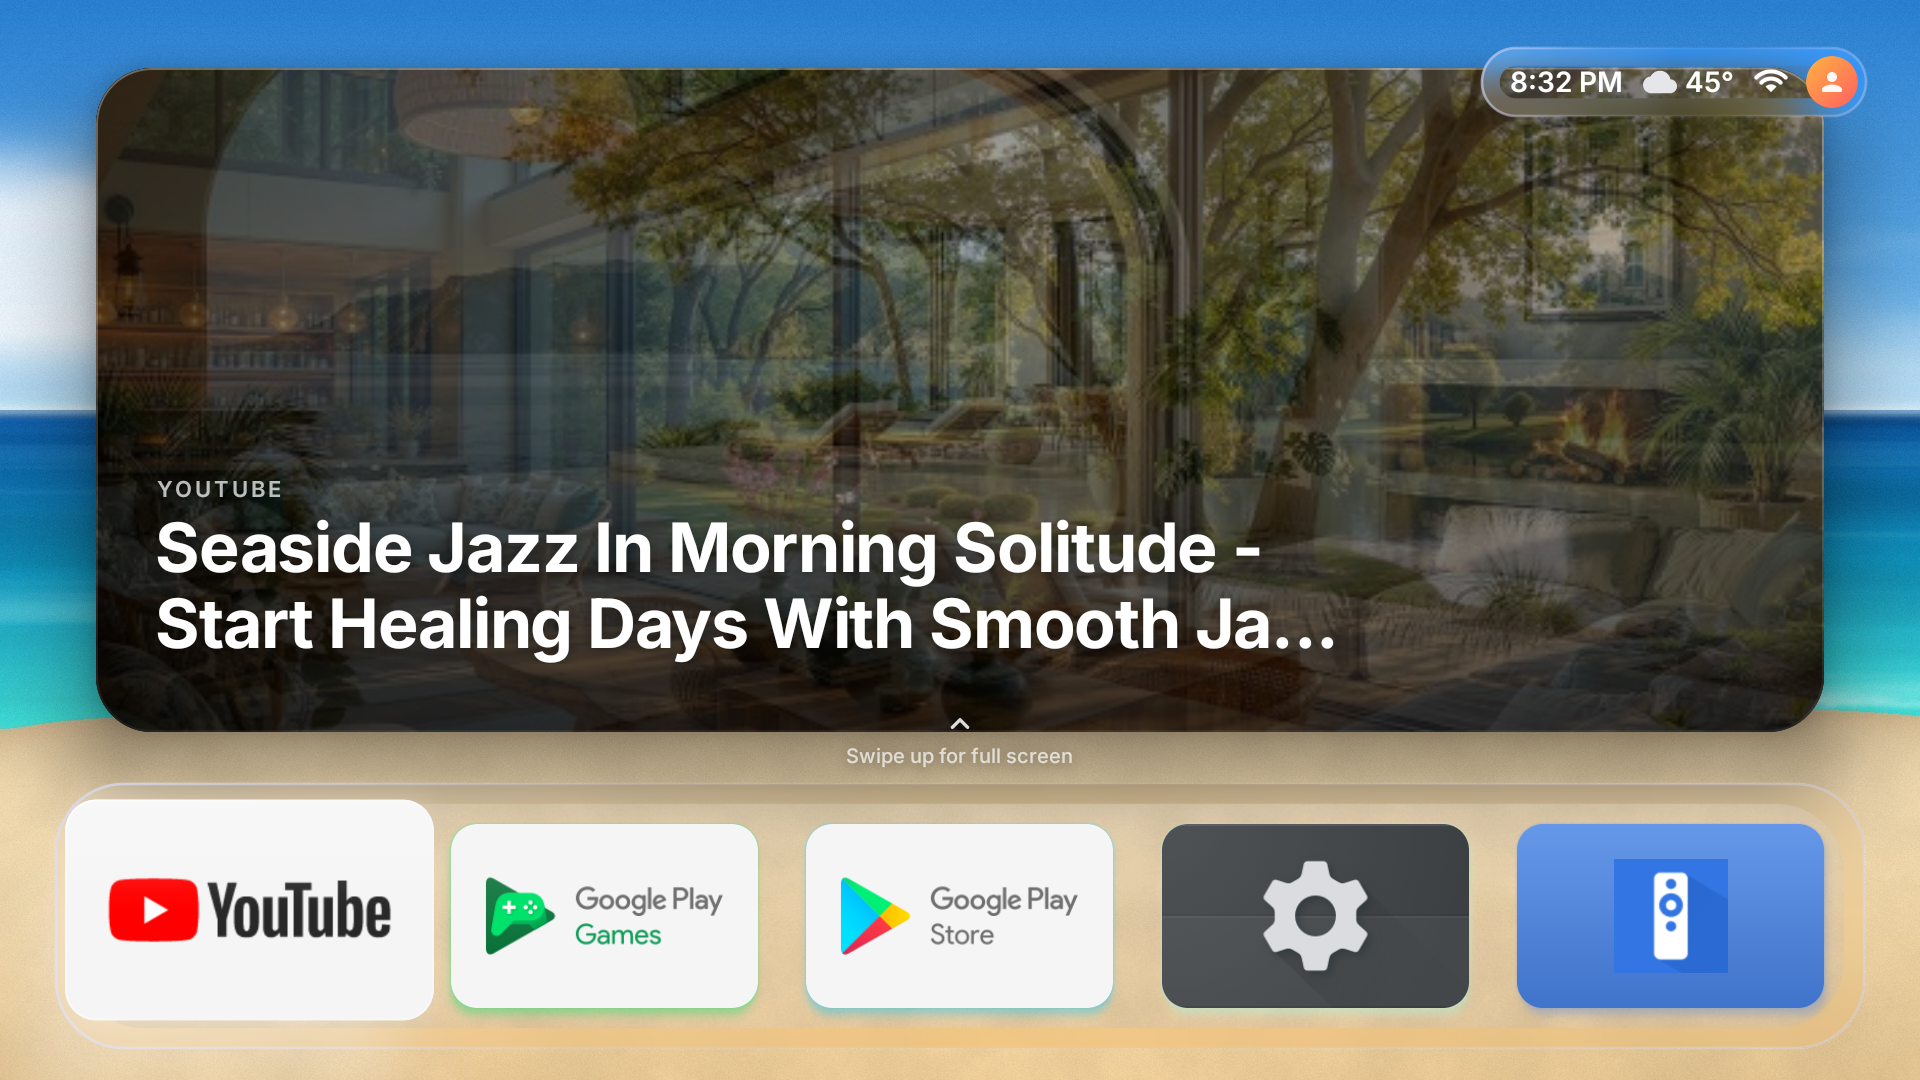 8:32 PM 45°
YOUTUBE
Seaside Jazz In Morning Solitude -
Start Healing Days With Smooth Ja...
Swipe up for full screen
YouTube
Google Play
Games
Google Play
Store